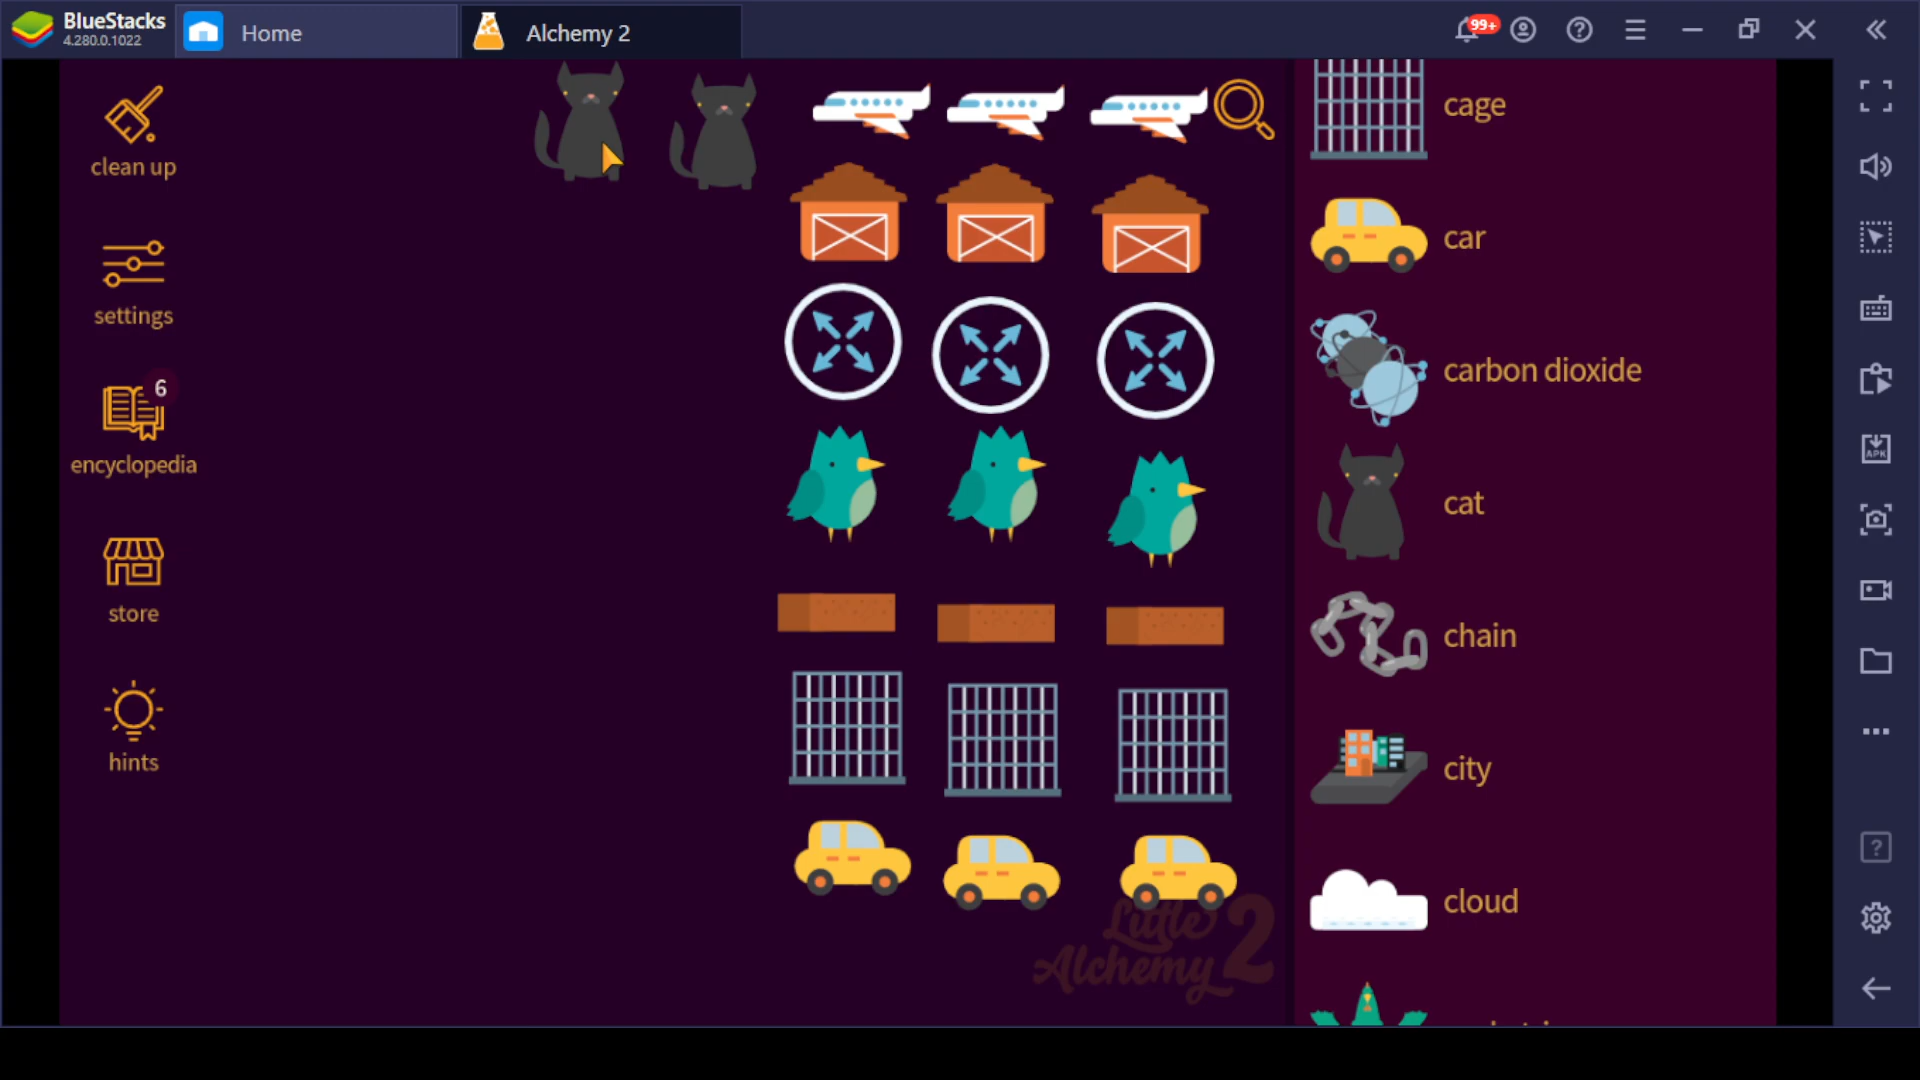 BlueStacks
4.280.0.1022
Home
Alchemy 2
99+
clean up
settings
6
encyclopedia
store
hints
cage
car
carbon dioxide
cat
chain
city
cloud
Little
Alchemy 2
APK